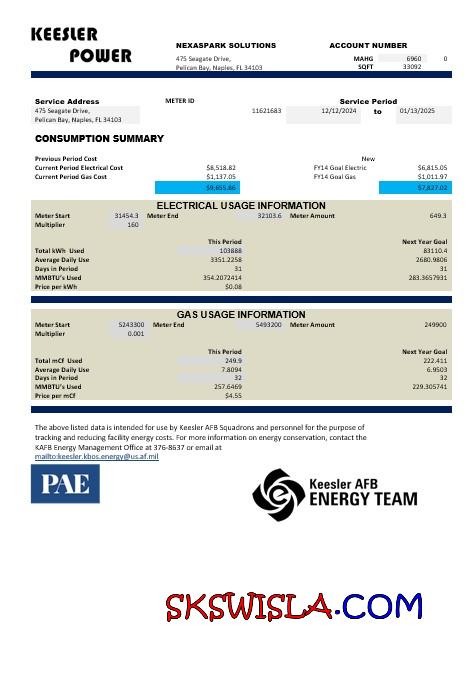 KEESLER
POWER
NEXASPARK SOLUTIONS
ACCOUNT NUMBER
475 Seagate Drive,
MAHG 6960 0
Pelican Bay, Naples, FL 34103
SQFT 33092
Service Address METER ID Service Period
475 Seagate Drive, 11621683 12/12/2024 to 01/13/2025
Pelican Bay, Naples, FL 34103
CONSUMPTION SUMMARY
Previous Period Cost New
Current Period Electrical Cost $8,518.82 FY14 Goal Electric $6,815.05
Current Period Gas Cost $1,137.05 FY14 Goal Gas $1,011.97
$9,655.86 $7,827.02
ELECTRICAL USAGE INFORMATION
Meter Start 31454.3 Meter End 32103.6 Meter Amount 649.3
Multiplier 160
This Period Next Year Goal
Total kWh Used 103888 83110.4
Average Daily Use 3351.2258 2680.9806
Days in Period 31 31
MMBTU's Used 354.2072414 283.3657931
Price per kWh $0.08
GAS USAGE INFORMATION
Meter Start 5243300 Meter End 5493200 Meter Amount 249900
Multiplier 0.001
This Period Next Year Goal
Total mCf Used 249.9 222.411
Average Daily Use 7.8094 6.9503
Days in Period 32 32
MMBTU's Used 257.6469 229.305741
Price per mCf $4.55
The above listed data is intended for use by Keesler AFB Squadrons and personnel for the purpose of
tracking and reducing facility energy costs. For more information on energy conservation, contact the
KAFB Energy Management Office at 376-8637 or email at
mailto:keesler.kbos.energy@us.af.mil
PAE
Keesler AFB
ENERGY TEAM
SKSWISLA.COM